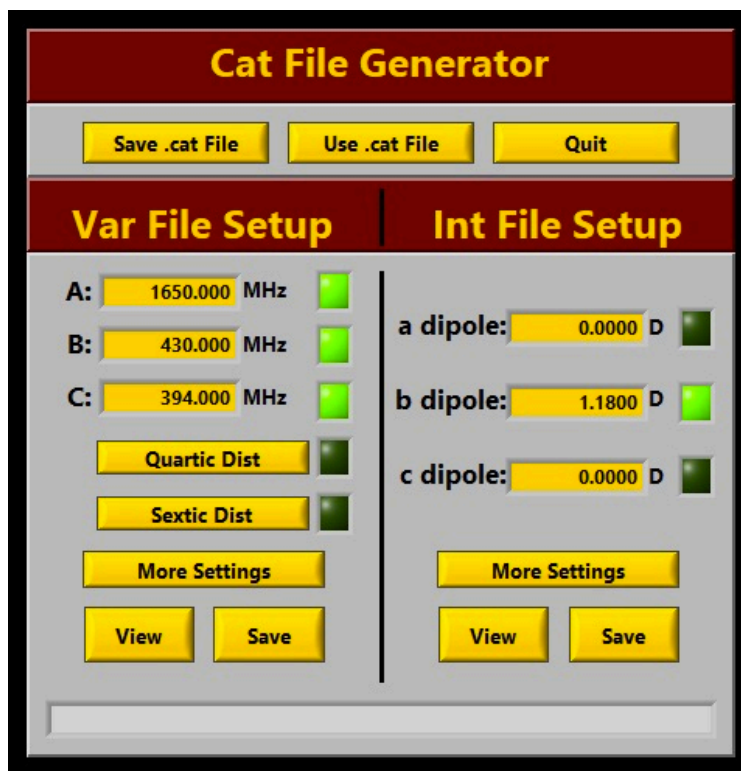 Cat File Generator
Save .cat File Use .cat File Quit
Var File Setup
A: 1650.000 MHz
B: 430.000 MHz
C: 394.000 MHz
Quartic Dist
Sextic Dist
More Settings
View Save
Int File Setup
a dipole: 0.0000 D
b dipole: 1.1800 D
c dipole: 0.0000 D
More Settings
View Save